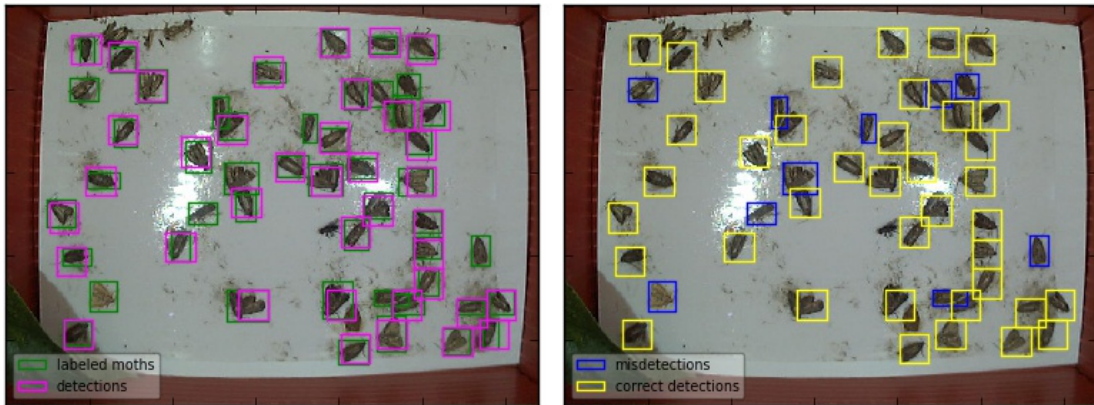 labeled moths
detections
misdetections
correct detections